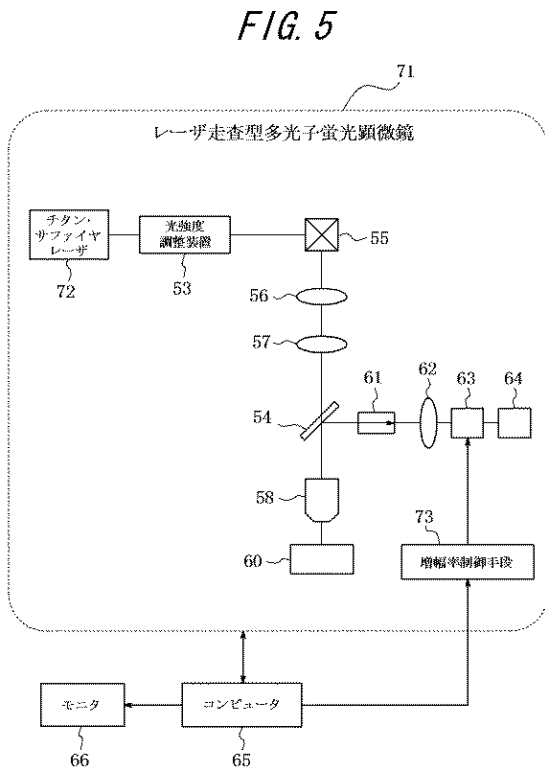 FIG. 5
71
レーザ走査型多光子蛍光顕微鏡
チタン・
サファイヤ
レーザ
72
光強度
調整装置
53
55
56
57
54
61
62
63
64
58
60
73
増幅率制御手段
モニタ
66
コンピュータ
65